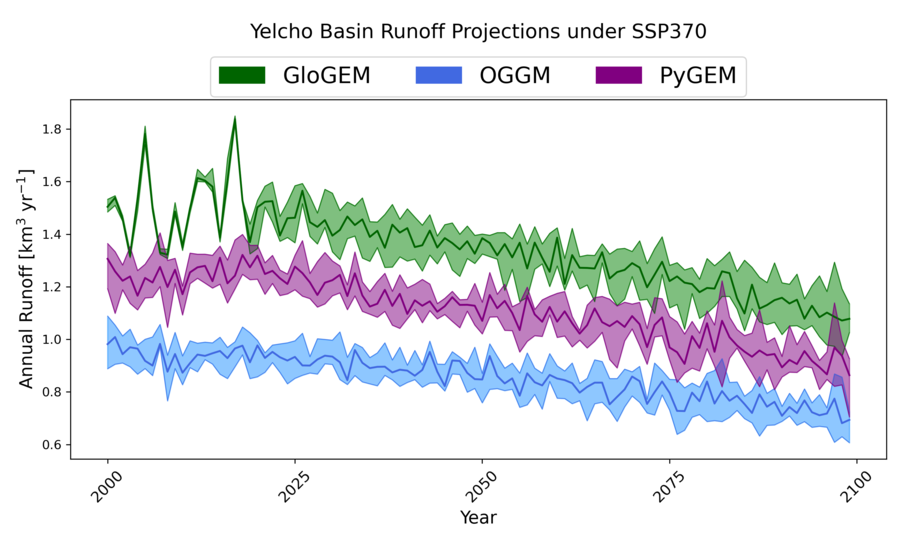 Yelcho Basin Runoff Projections under SSP370
GloGEM OGGM PyGEM
Annual Runoff [km³ yr⁻¹]
1.8
1.6
1.4
1.2
1.0
0.8
0.6
2000 2025 2050 2075 2100
Year